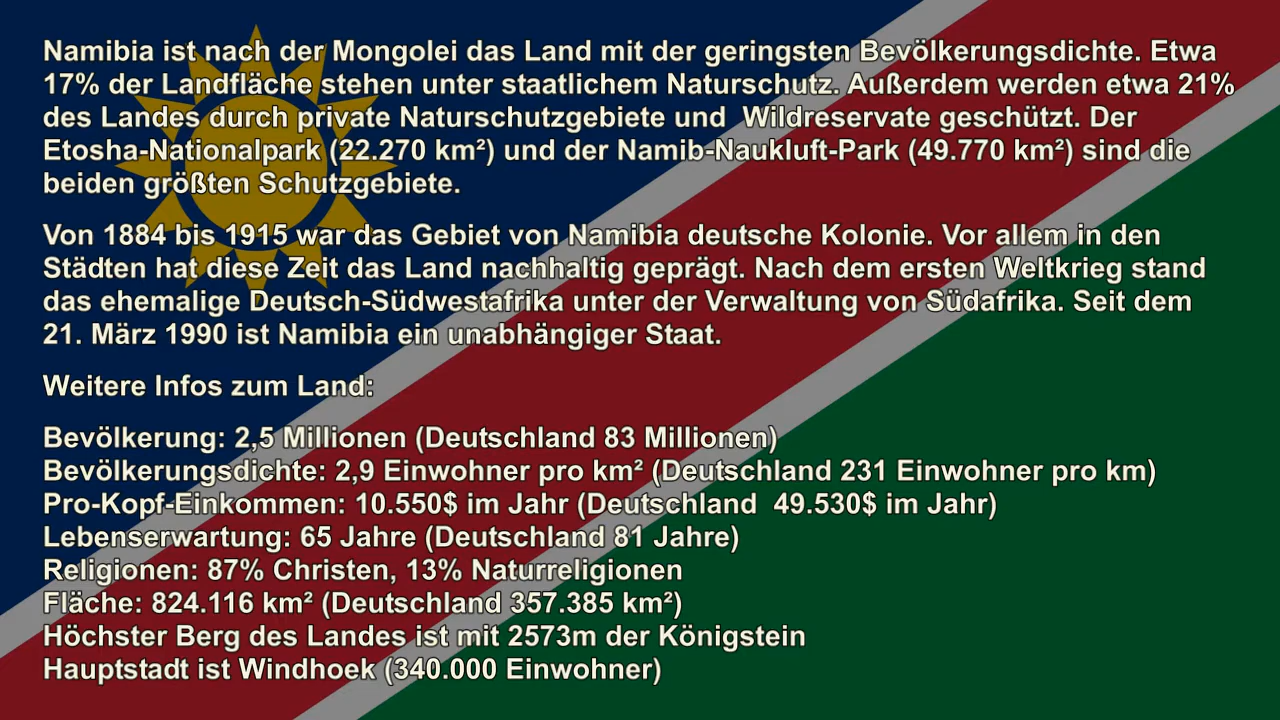 Namibia ist nach der Mongolei das Land mit der geringsten Bevölkerungsdichte. Etwa
17% der Landfläche stehen unter staatlichem Naturschutz. Außerdem werden etwa 21%
des Landes durch private Naturschutzgebiete und  Wildreservate geschützt. Der
Etosha-Nationalpark (22.270 km²) und der Namib-Naukluft-Park (49.770 km²) sind die
beiden größten Schutzgebiete.
Von 1884 bis 1915 war das Gebiet von Namibia deutsche Kolonie. Vor allem in den
Städten hat diese Zeit das Land nachhaltig geprägt. Nach dem ersten Weltkrieg stand
das ehemalige Deutsch-Südwestafrika unter der Verwaltung von Südafrika. Seit dem
21. März 1990 ist Namibia ein unabhängiger Staat.
Weitere Infos zum Land:
Bevölkerung: 2,5 Millionen (Deutschland 83 Millionen)
Bevölkerungsdichte: 2,9 Einwohner pro km² (Deutschland 231 Einwohner pro km)
Pro-Kopf-Einkommen: 10.550$ im Jahr (Deutschland  49.530$ im Jahr)
Lebenserwartung: 65 Jahre (Deutschland 81 Jahre)
Religionen: 87% Christen, 13% Naturreligionen
Fläche: 824.116 km² (Deutschland 357.385 km²)
Höchster Berg des Landes ist mit 2573m der Königstein
Hauptstadt ist Windhoek (340.000 Einwohner)